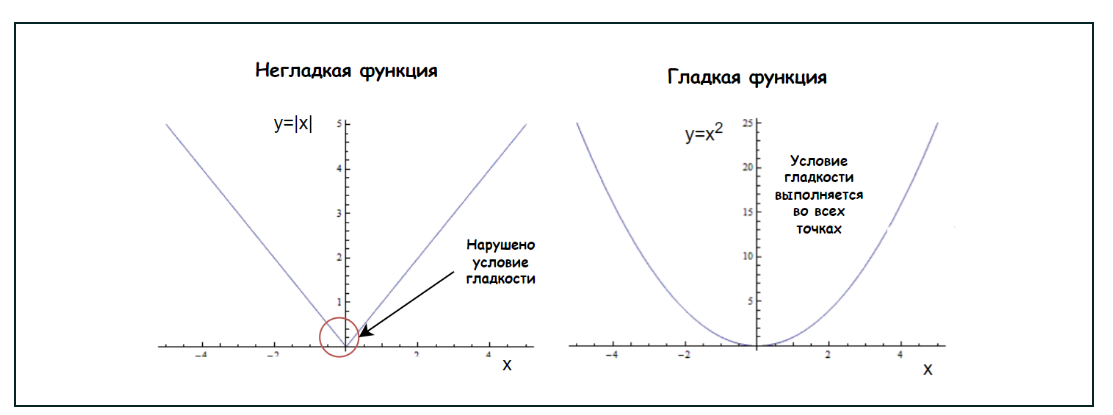 Негладкая функция
y=|x|
5
4
3
2
1
-4
-2
2
4
x
Нарушено
условие
гладкости
Гладкая функция
y=x²
25
20
15
10
5
-4
-2
2
4
x
Условие
гладкости
выполняется
во всех
точках